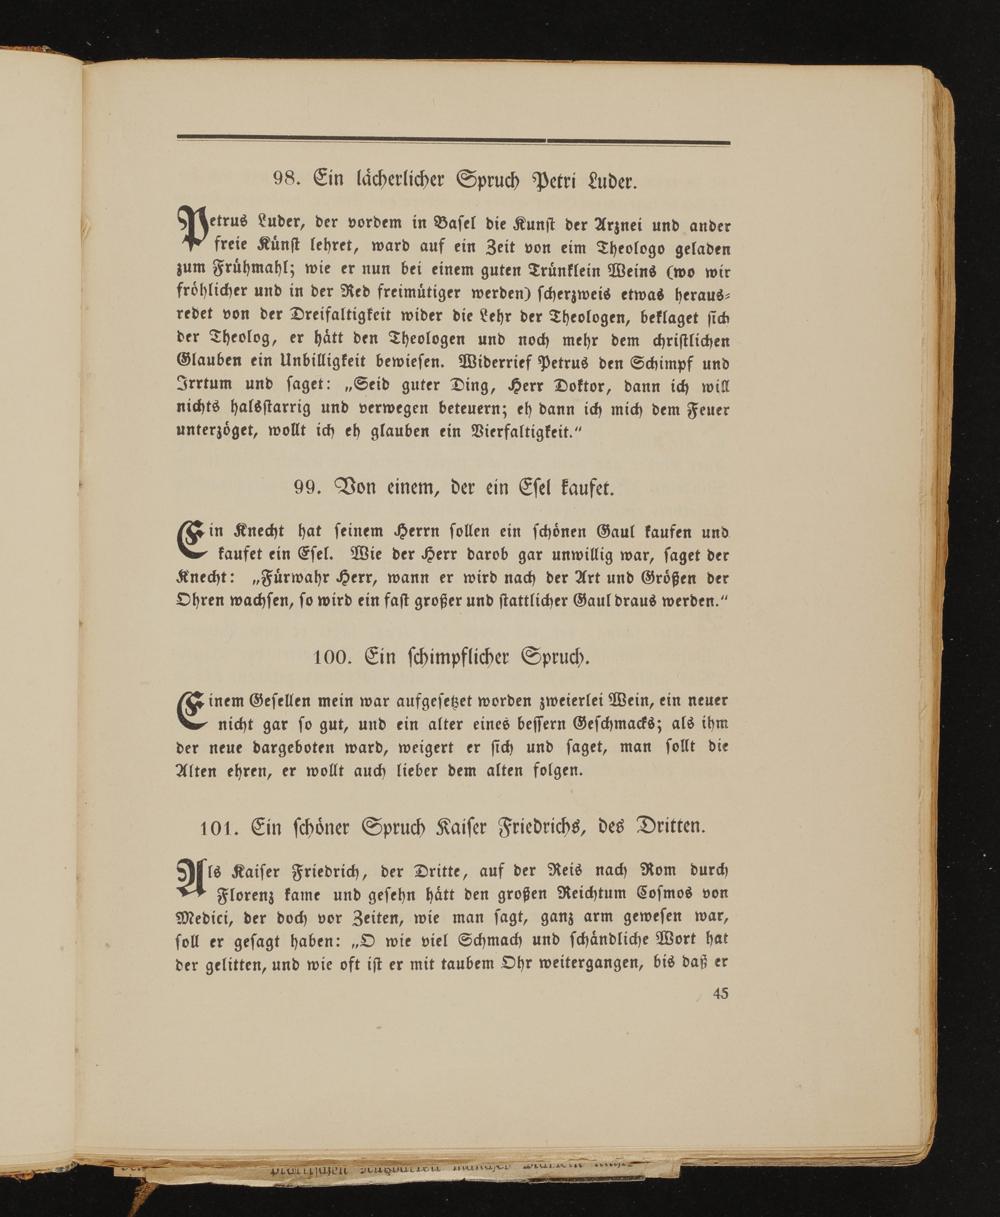 98. Ein lächerlicher Spruch Petri Luder.
Petrus Luder, der vordem in Basel die Kunst der Arznei und ander
freie Künst lehret, ward auf ein Zeit von eim Theologo geladen
zum Frühmahl; wie er nun bei einem guten Trünklein Weins (wo wir
fröhlicher und in der Red freimütiger werden) scherzweis etwas heraus-
redet von der Dreifaltigkeit wider die Lehr der Theologen, beklaget sich
der Theolog, er hätt den Theologen und noch mehr dem christlichen
Glauben ein Unbilligkeit bewiesen. Widerrief Petrus den Schimpf und
Irrtum und saget: „Seid guter Ding, Herr Doktor, dann ich will
nichts halsstarrig und verwegen beteuern; eh dann ich mich dem Feuer
unterzöget, wollt ich eh glauben ein Vierfaltigkeit.“
99. Von einem, der ein Esel kaufet.
Ein Knecht hat seinem Herrn sollen ein schönen Gaul kaufen und
kaufet ein Esel. Wie der Herr darob gar unwillig war, saget der
Knecht: „Fürwahr Herr, wann er wird nach der Art und Größen der
Ohren wachsen, so wird ein fast großer und stattlicher Gaul draus werden.“
100. Ein schimpflicher Spruch.
Einem Gesellen mein war aufgesetzet worden zweierlei Wein, ein neuer
nicht gar so gut, und ein alter eines bessern Geschmacks; als ihm
der neue dargeboten ward, weigert er sich und saget, man sollt die
Alten ehren, er wollt auch lieber dem alten folgen.
101. Ein schöner Spruch Kaiser Friedrichs, des Dritten.
Als Kaiser Friedrich, der Dritte, auf der Reis nach Rom durch
Florenz kame und gesehn hätt den großen Reichtum Cosmos von
Medici, der doch vor Zeiten, wie man sagt, ganz arm gewesen war,
soll er gesagt haben: „O wie viel Schmach und schändliche Wort hat
der gelitten, und wie oft ist er mit taubem Ohr weitergangen, bis daß er
45